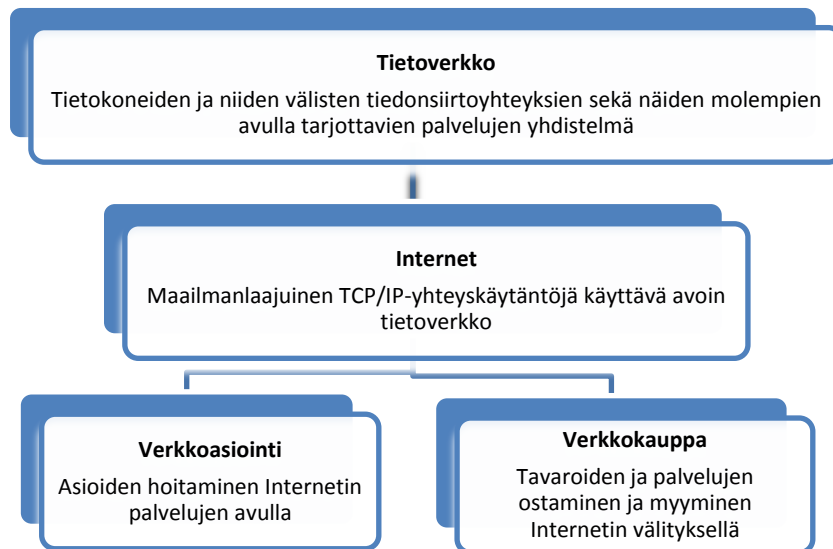 Tietoverkko
Tietokoneiden ja niiden välisten tiedonsiirtoyhteyksien sekä näiden molempien
avulla tarjottavien palvelujen yhdistelmä
Internet
Maailmanlaajuinen TCP/IP-yhteyskäytäntöjä käyttävä avoin
tietoverkko
Verkkoasiointi
Asioiden hoitaminen Internetin
palvelujen avulla
Verkkokauppa
Tavaroiden ja palvelujen
ostaminen ja myyminen
Internetin välityksellä